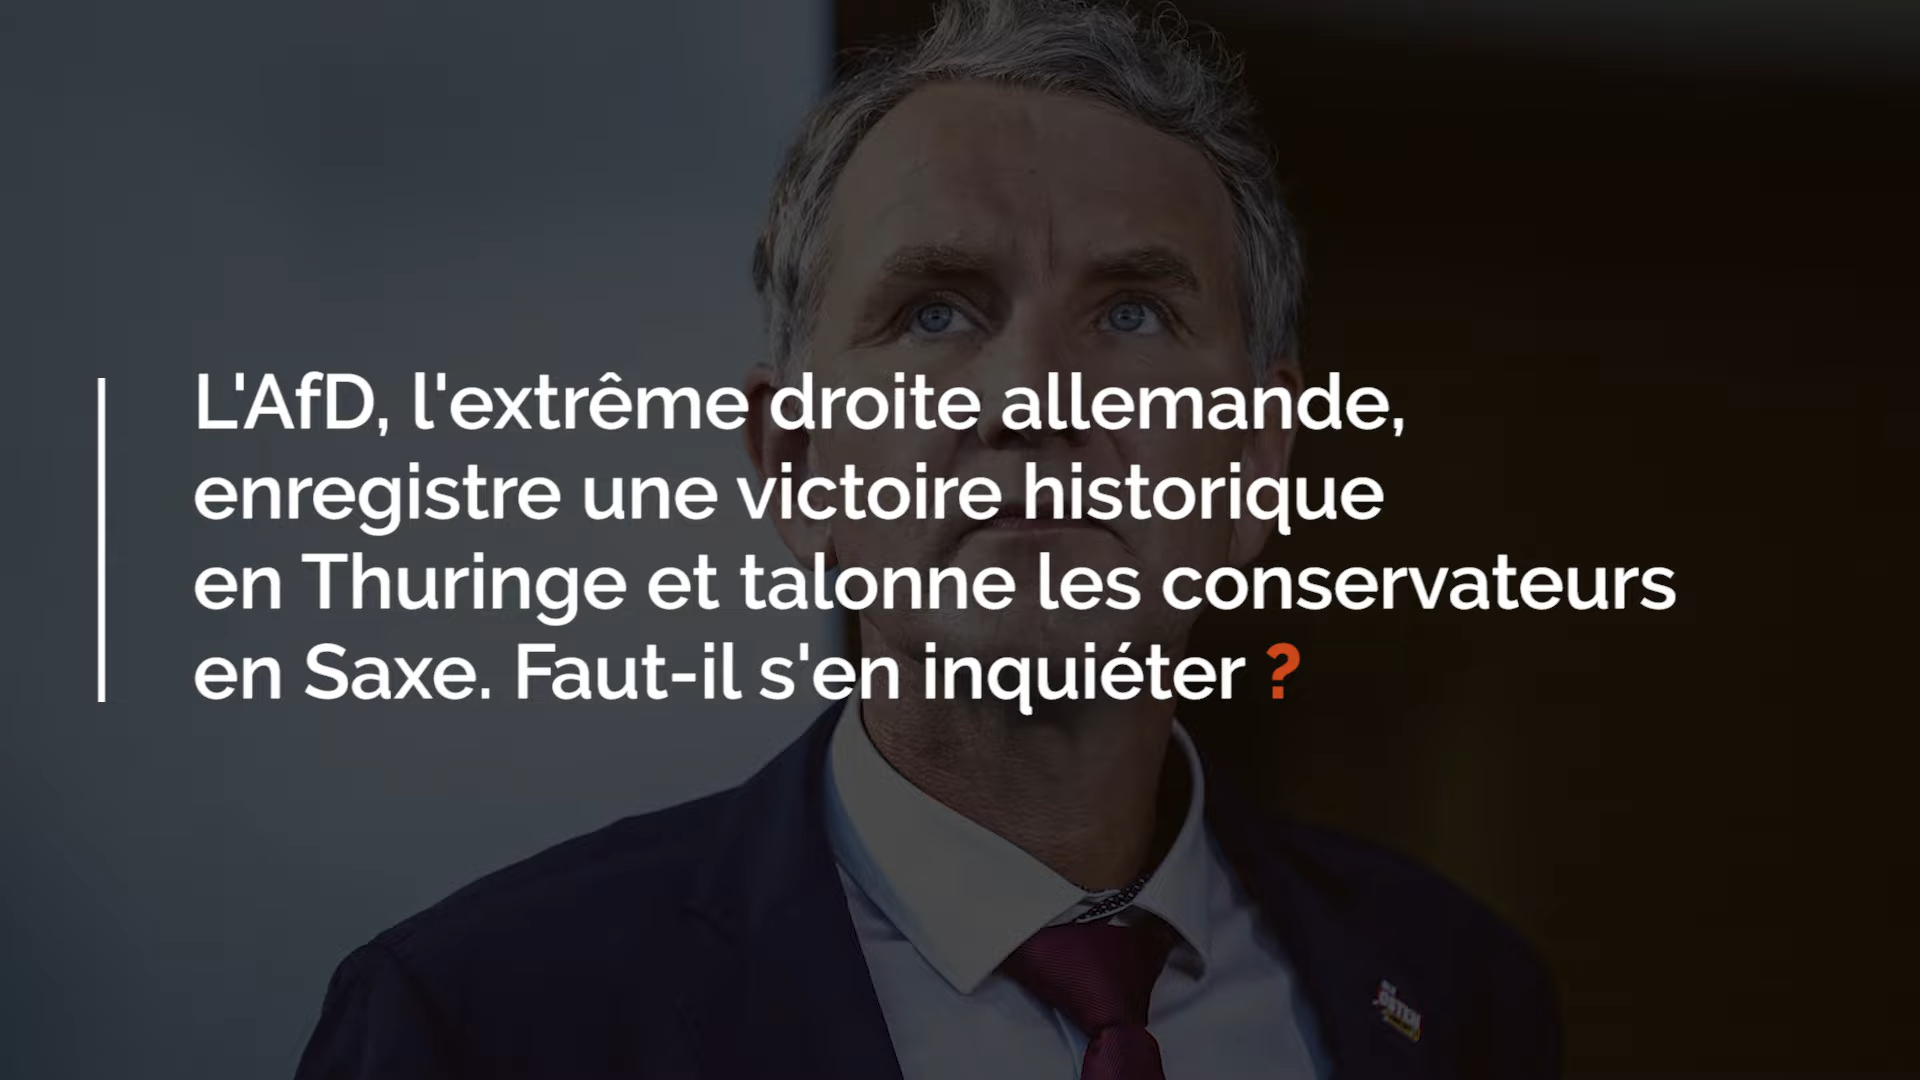 L'AfD, l'extrême droite allemande,
enregistre une victoire historique
en Thuringe et talonne les conservateurs
en Saxe. Faut-il s'en inquiéter ?
OSTEN